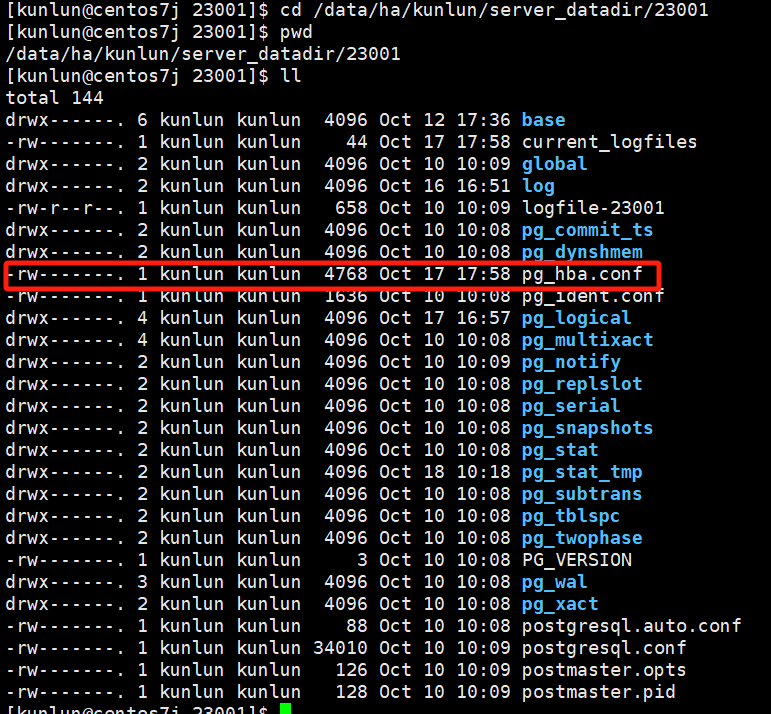 [kunlun@centos7j 23001]$ cd /data/ha/kunlun/server_datadir/23001
[kunlun@centos7j 23001]$ pwd
/data/ha/kunlun/server_datadir/23001
[kunlun@centos7j 23001]$ ll
total 144
drwx------. 6 kunlun kunlun  4096 Oct 12 17:36 base
-rw-------. 1 kunlun kunlun    44 Oct 17 17:58 current_logfiles
drwx------. 2 kunlun kunlun  4096 Oct 10 10:09 global
drwx------. 2 kunlun kunlun  4096 Oct 16 16:51 log
-rw-r--r--. 1 kunlun kunlun   658 Oct 10 10:09 logfile-23001
drwx------. 2 kunlun kunlun  4096 Oct 10 10:08 pg_commit_ts
drwx------. 2 kunlun kunlun  4096 Oct 10 10:08 pg_dynshmem
-rw-------. 1 kunlun kunlun  4768 Oct 17 17:58 pg_hba.conf
-rw-------. 1 kunlun kunlun  1636 Oct 10 10:08 pg_ident.conf
drwx------. 4 kunlun kunlun  4096 Oct 17 16:57 pg_logical
drwx------. 4 kunlun kunlun  4096 Oct 10 10:08 pg_multixact
drwx------. 2 kunlun kunlun  4096 Oct 10 10:09 pg_notify
drwx------. 2 kunlun kunlun  4096 Oct 10 10:08 pg_replslot
drwx------. 2 kunlun kunlun  4096 Oct 10 10:08 pg_serial
drwx------. 2 kunlun kunlun  4096 Oct 10 10:08 pg_snapshots
drwx------. 2 kunlun kunlun  4096 Oct 10 10:08 pg_stat
drwx------. 2 kunlun kunlun  4096 Oct 18 10:18 pg_stat_tmp
drwx------. 2 kunlun kunlun  4096 Oct 10 10:08 pg_subtrans
drwx------. 2 kunlun kunlun  4096 Oct 10 10:08 pg_tblspc
drwx------. 2 kunlun kunlun  4096 Oct 10 10:08 pg_twophase
-rw-------. 1 kunlun kunlun     3 Oct 10 10:08 PG_VERSION
drwx------. 3 kunlun kunlun  4096 Oct 10 10:08 pg_wal
drwx------. 2 kunlun kunlun  4096 Oct 10 10:08 pg_xact
-rw-------. 1 kunlun kunlun    88 Oct 10 10:08 postgresql.auto.conf
-rw-------. 1 kunlun kunlun 34010 Oct 10 10:08 postgresql.conf
-rw-------. 1 kunlun kunlun   126 Oct 10 10:09 postmaster.opts
-rw-------. 1 kunlun kunlun   128 Oct 10 10:09 postmaster.pid
[kunlun@centos7j 23001]$